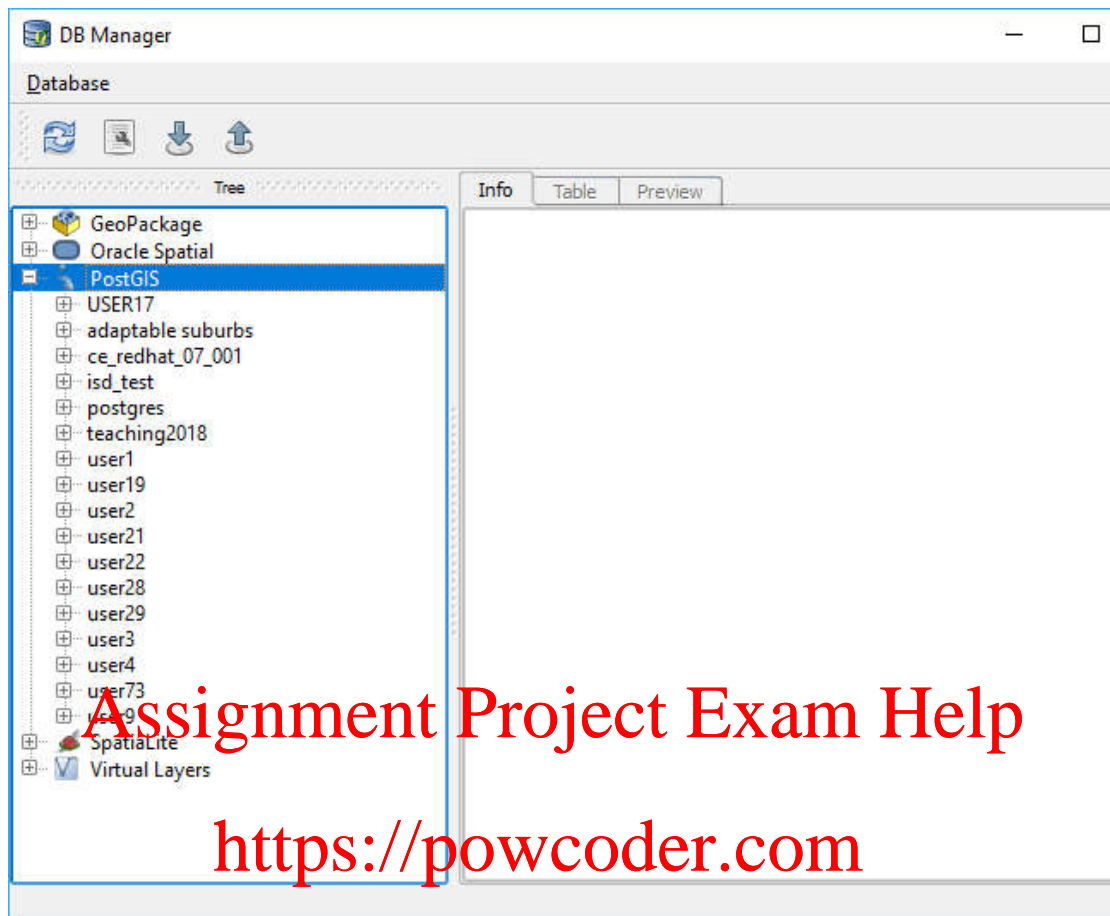 DB Manager
Database
Tree
Info Table Preview
GeoPackage
Oracle Spatial
PostGIS
USER17
adaptable suburbs
ce_redhat_07_001
isd_test
postgres
teaching2018
user1
user19
user2
user21
user22
user28
user29
user3
user4
user73
user9
Assignment Project Exam Help
SpatiaLite
Virtual Layers
https://powcoder.com